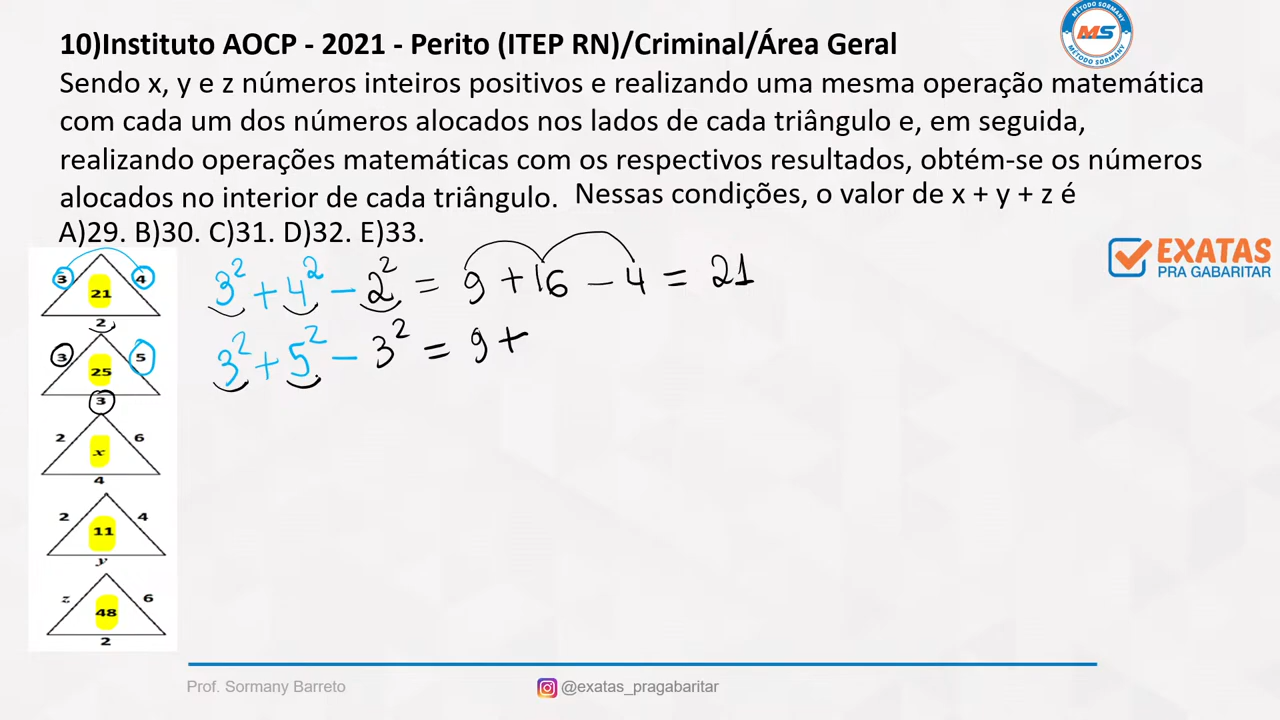 MÉTODO SORMANY
MS
MÉTODO SORMANY
10)Instituto AOCP - 2021 - Perito (ITEP RN)/Criminal/Área Geral
Sendo x, y e z números inteiros positivos e realizando uma mesma operação matemática
com cada um dos números alocados nos lados de cada triângulo e, em seguida,
realizando operações matemáticas com os respectivos resultados, obtém-se os números
alocados no interior de cada triângulo. Nessas condições, o valor de x + y + z é
A)29. B)30. C)31. D)32. E)33.
EXATAS
PRA GABARITAR
3 4
21
2
3² + 4² - 2² = 9 + 16 - 4 = 21
3 5
25
3
3² + 5² - 3² = 9 +
2 6
x
4
2 4
11
y
z 6
48
2
Prof. Sormany Barreto
@exatas_pragabaritar